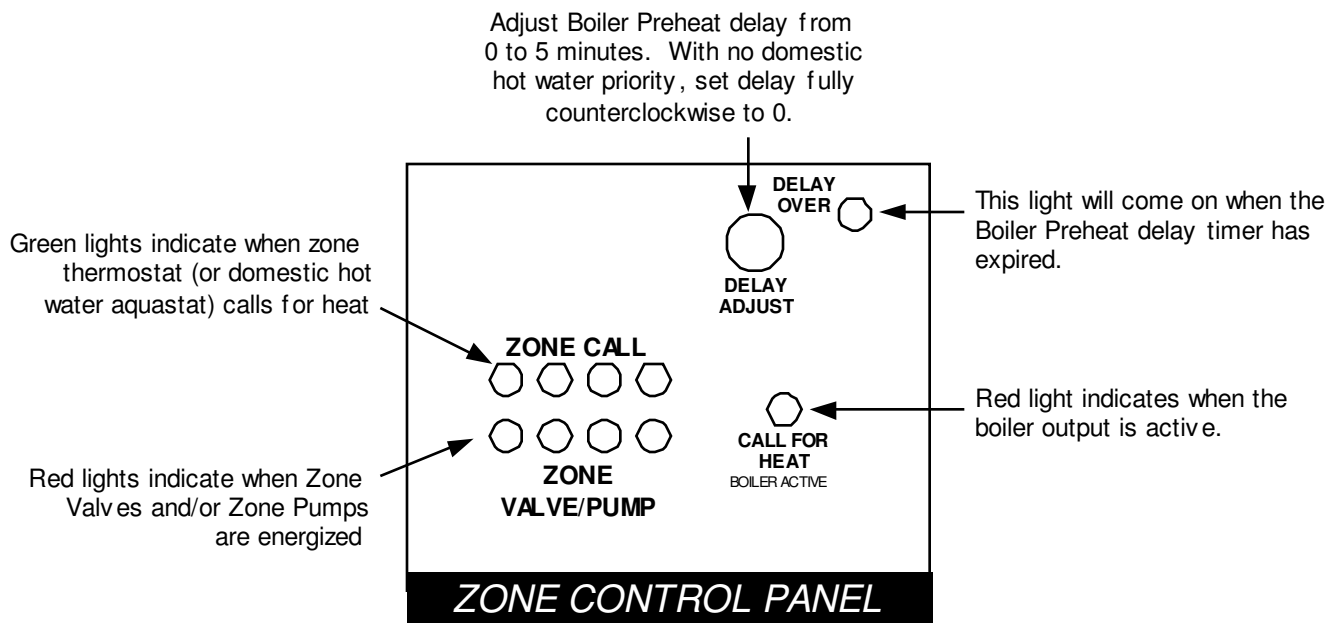 Adjust Boiler Preheat delay from
0 to 5 minutes. With no domestic
hot water priority, set delay fully
counterclockwise to 0.
DELAY
OVER
This light will come on when the
Boiler Preheat delay timer has
expired.
Green lights indicate when zone
thermostat (or domestic hot
water aquastat) calls for heat
DELAY
ADJUST
ZONE CALL
Red light indicates when the
boiler output is active.
CALL FOR
HEAT
BOILER ACTIVE
Red lights indicate when Zone
Valves and/or Zone Pumps
are energized
ZONE
VALVE/PUMP
ZONE CONTROL PANEL